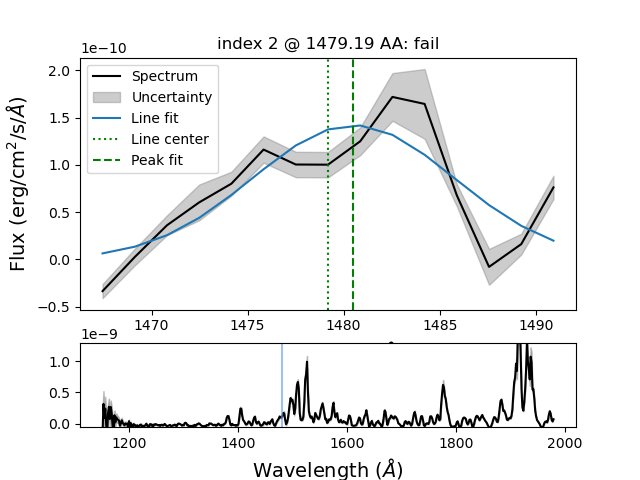 index 2 @ 1479.19 AA: fail
1e−10
2.0
1.5
1.0
0.5
0.0
−0.5
Flux (erg/cm²/s/Å)
Spectrum
Uncertainty
Line fit
Line center
Peak fit
1470 1475 1480 1485 1490
1e−9
1.0
0.5
0.0
1200 1400 1600 1800 2000
Wavelength (Å)